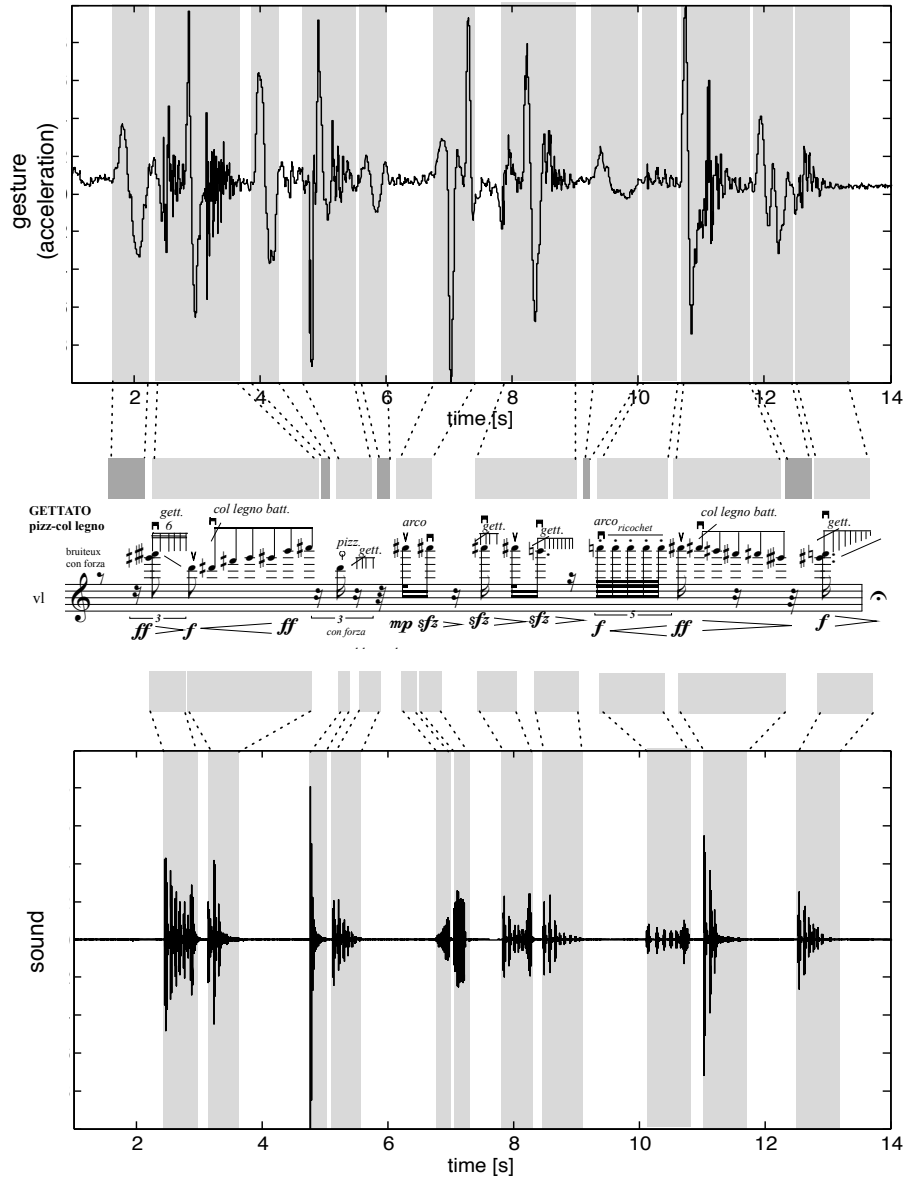 gesture
(acceleration)
2 4 6 8 10 12 14
time [s]
GETTATO
pizz-col legno
bruiteux
con forza
vl
gett.
6
col legno batt.
pizz.
gett.
arco
gett.
gett.
arco ricochet
col legno batt.
gett.
3 3 5
ff f ff con forza mp sfz sfz sfz f ff f
sound
2 4 6 8 10 12 14
time [s]